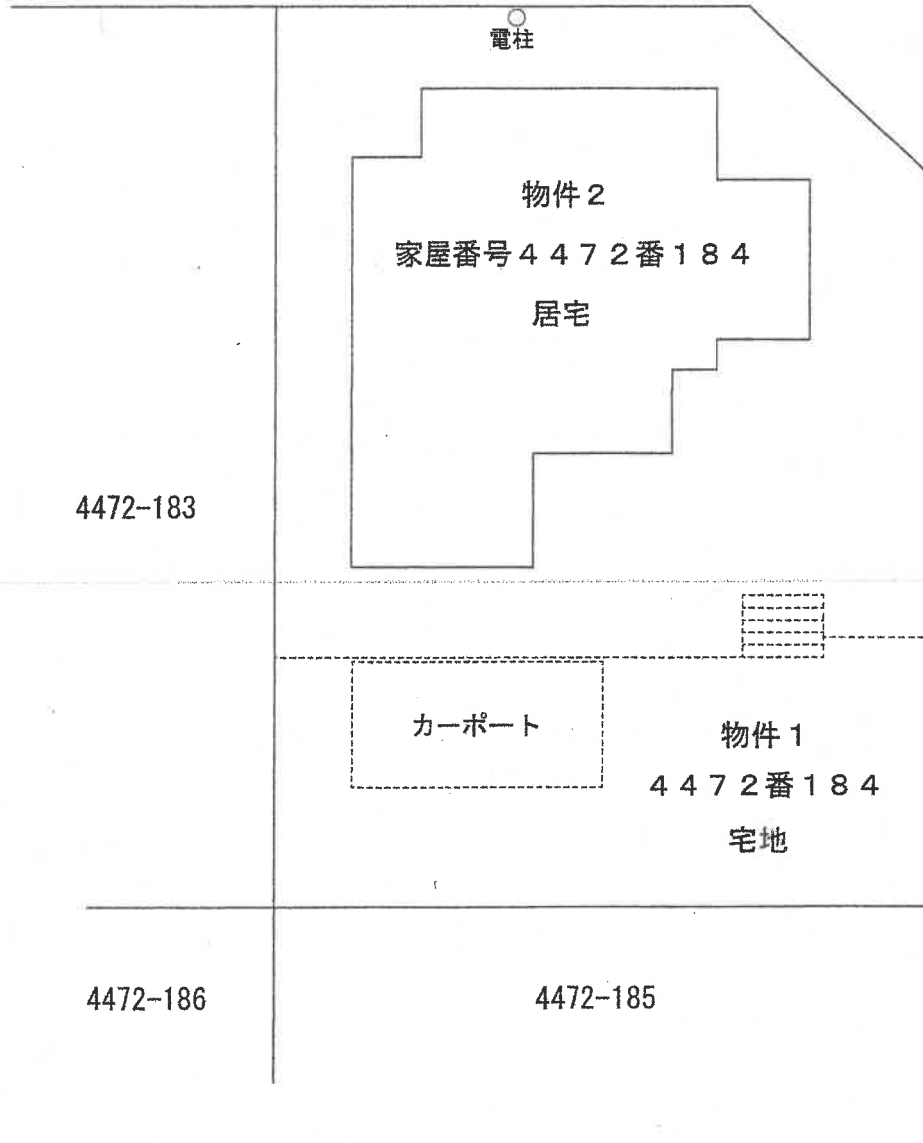 電柱
物件２
家屋番号４４７２番１８４
居宅
4472-183
カーポート
物件１
４４７２番１８４
宅地
4472-186
4472-185